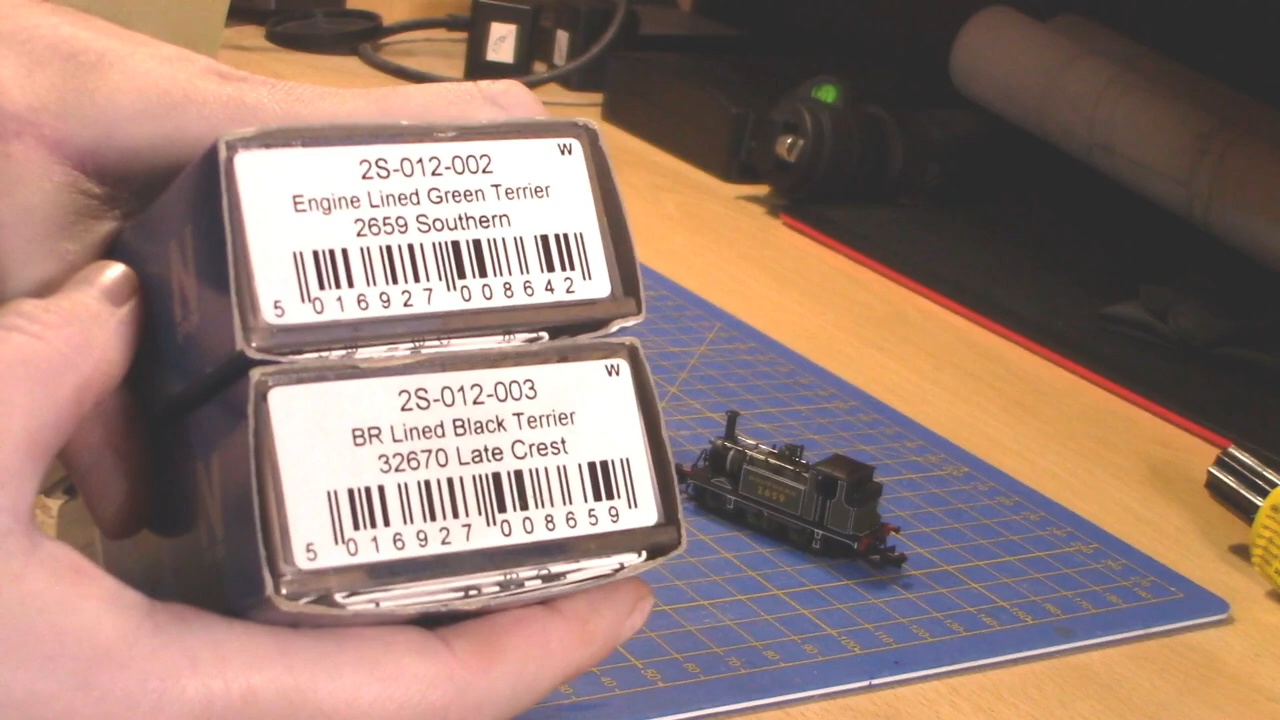 W
2S-012-002
Engine Lined Green Terrier
2659 Southern
5 016927 008642
W
2S-012-003
BR Lined Black Terrier
32670 Late Crest
5 016927 008659
2659